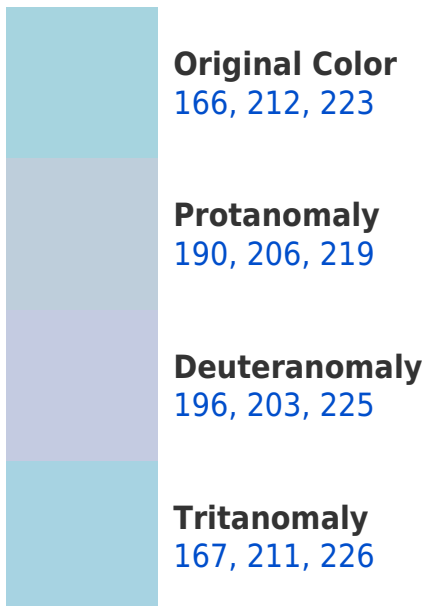 Original Color
166, 212, 223
Protanomaly
190, 206, 219
Deuteranomaly
196, 203, 225
Tritanomaly
167, 211, 226